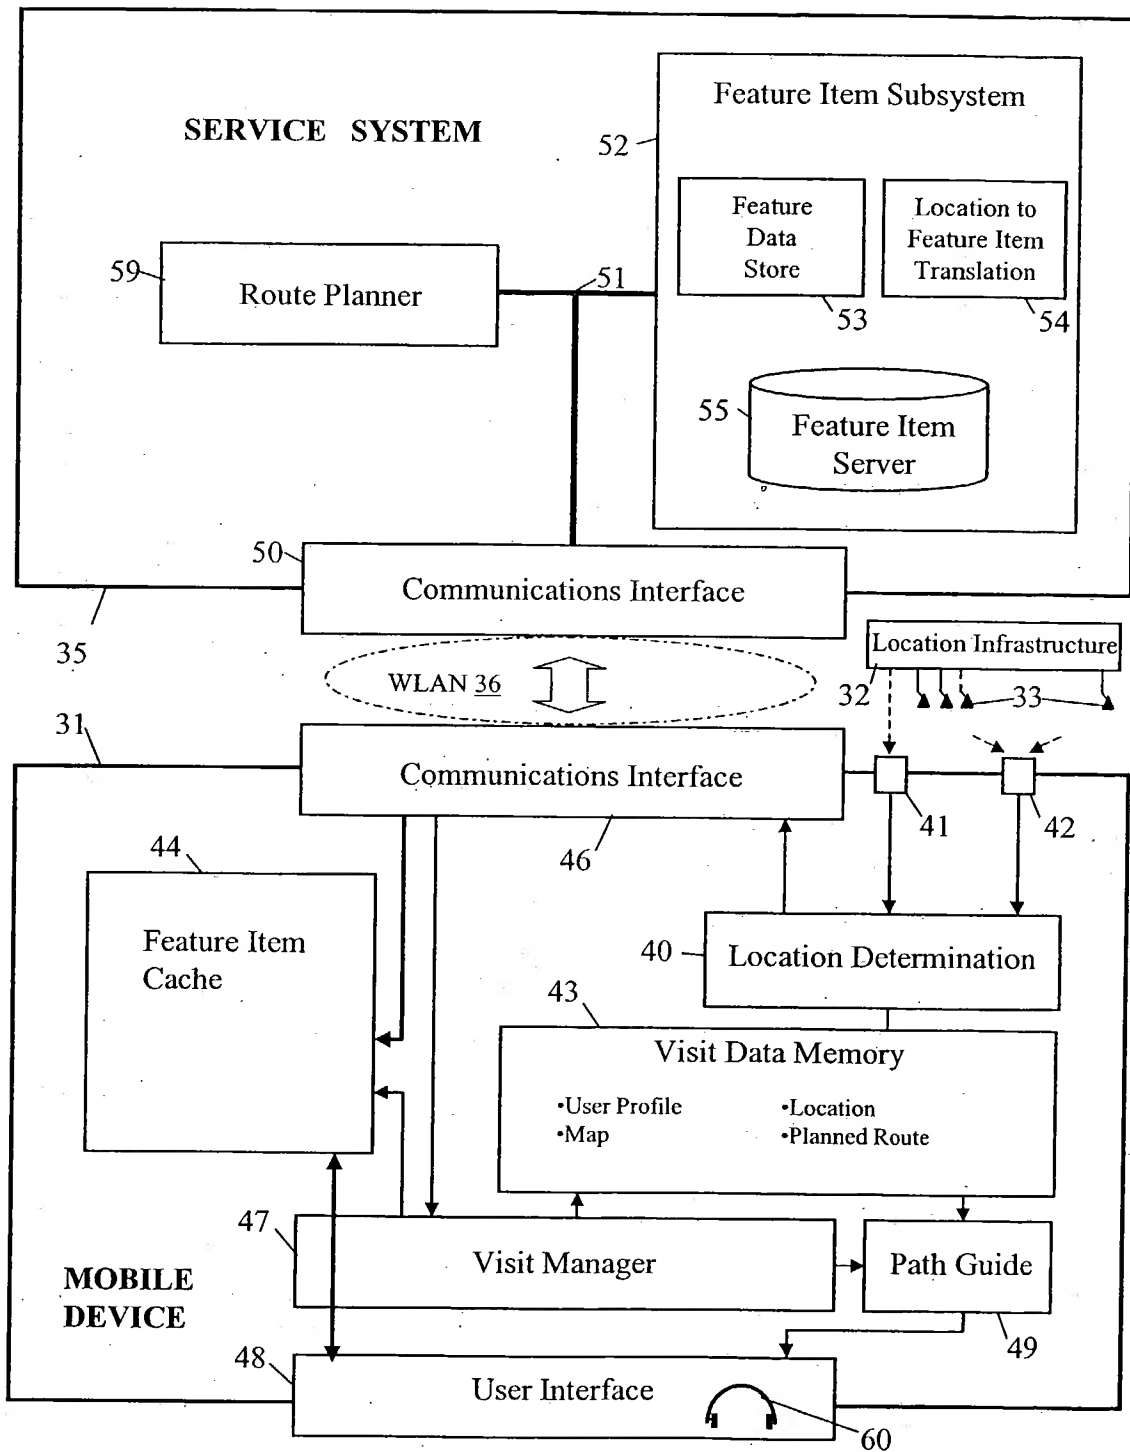 Feature Item Subsystem
SERVICE SYSTEM
52
Feature
Data
Store
Location to
Feature Item
Translation
59
Route Planner
51
53
54
55
Feature Item
Server
50
Communications Interface
35
Location Infrastructure
WLAN 36
32
33
31
Communications Interface
41
42
44
46
Feature Item
Cache
40
Location Determination
43
Visit Data Memory
•User Profile
•Location
•Map
•Planned Route
47
Visit Manager
Path Guide
MOBILE
DEVICE
48
49
User Interface
60